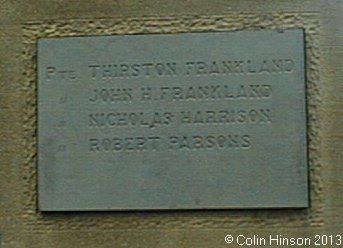 PTE THIRSTON FRANKLAND
" JOHN H. FRANKLAND
" NICHOLAS HARRISON
" ROBERT PARSONS
© Colin Hinson 2013